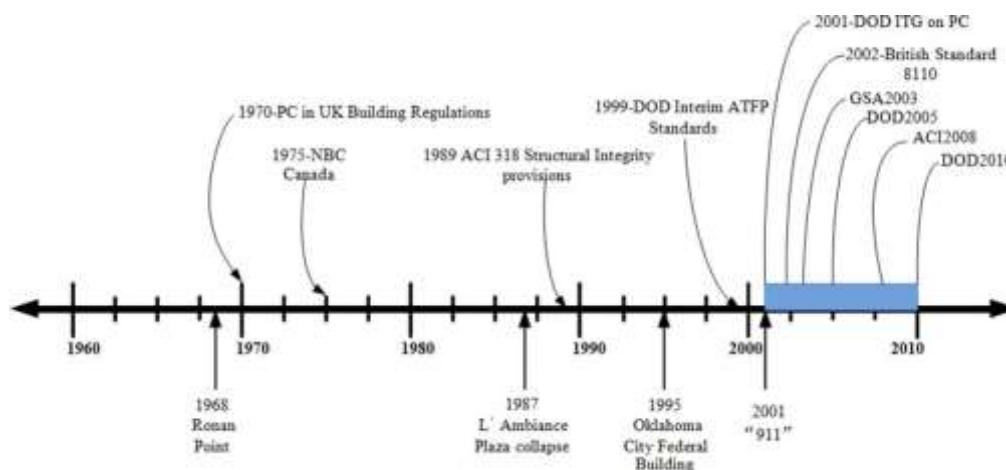 2001-DOD ITG on PC
2002-British Standard
8110
GSA2003
DOD2005
ACI2008
DOD2010
1999-DOD Interim ATFP
Standards
1970-PC in UK Building Regulations
1975-NBC
Canada
1989 ACI 318 Structural Integrity
provisions
1960
1970
1980
1990
2000
2010
1968
Ronan
Point
1987
L´ Ambiance
Plaza collapse
1995
Oklahoma
City Federal
Building
2001
“911”